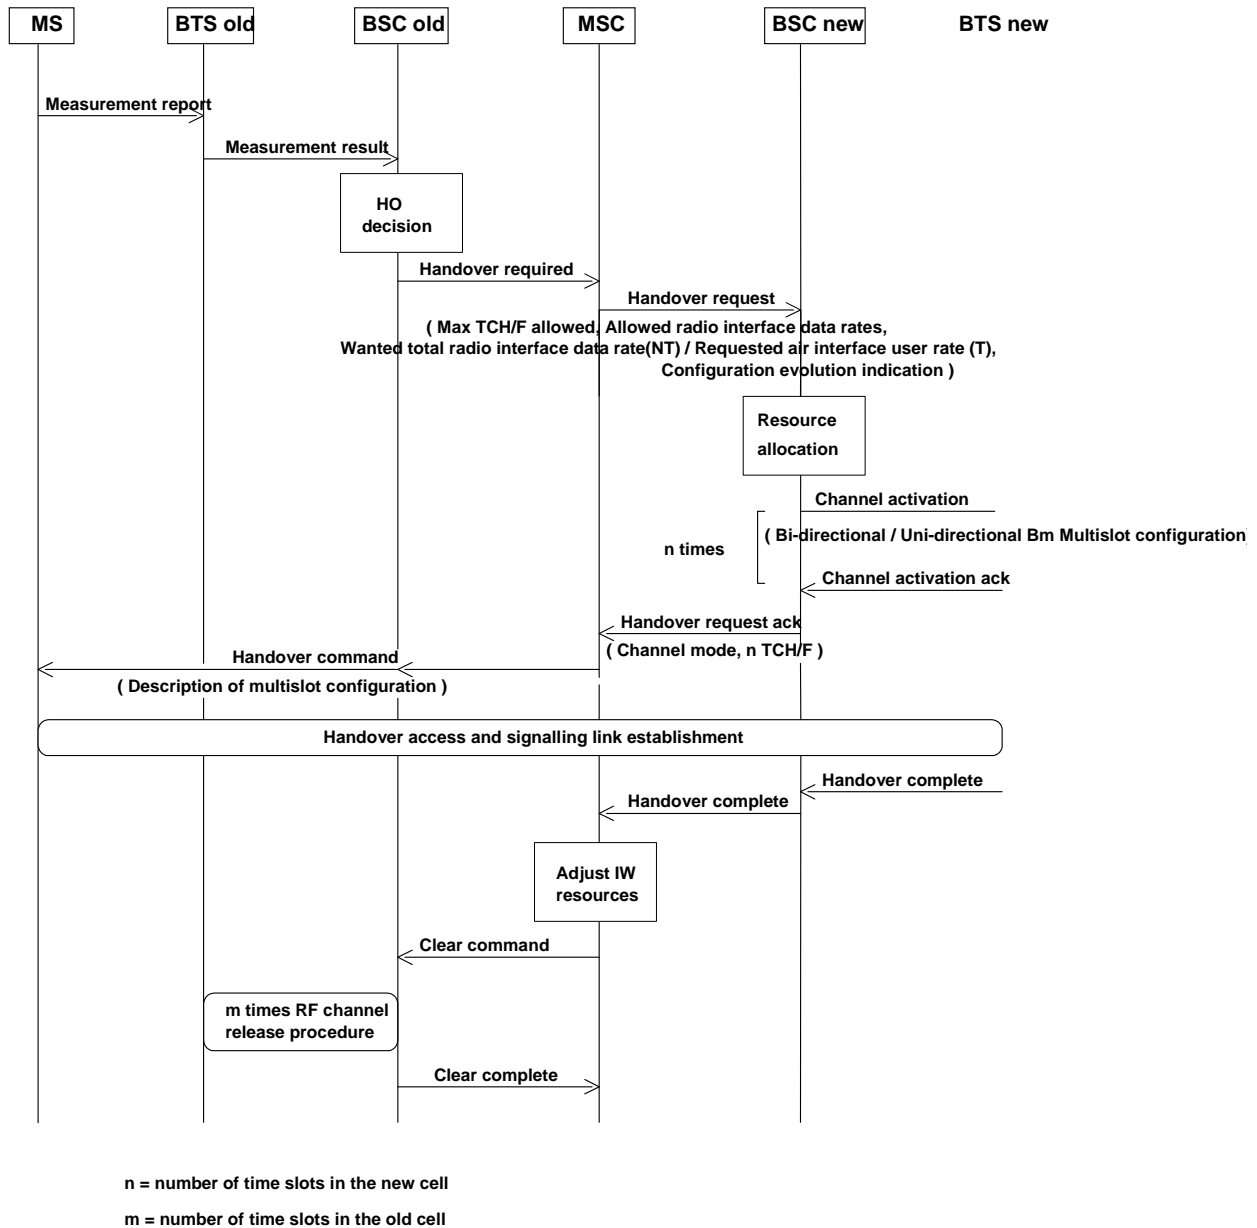 MS
BTS old
BSC old
MSC
BSC new
BTS new
Measurement report
Measurement result
HO
decision
Handover required
Handover request
( Max TCH/F allowed, Allowed radio interface data rates,
Wanted total radio interface data rate(NT) / Requested air interface user rate (T),
Configuration evolution indication )
Resource
allocation
Channel activation
( Bi-directional / Uni-directional Bm Multislot configuration)
n times
Channel activation ack
Handover request ack
( Channel mode, n TCH/F )
Handover command
( Description of multislot configuration )
Handover access and signalling link establishment
Handover complete
Handover complete
Adjust IW
resources
Clear command
m times RF channel
release procedure
Clear complete
n = number of time slots in the new cell
m = number of time slots in the old cell